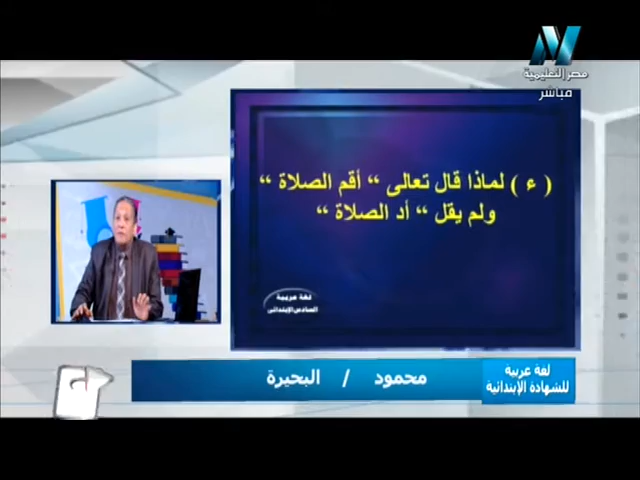 مصر التعليمية
مباشر
( ء ) لماذا قال تعالى “ أقم الصلاة “
ولم يقل “ أد الصلاة “
لغة عربية
السادس الإبتدائى
محمود / البحيرة
لغة عربية
للشهادة الإبتدائية